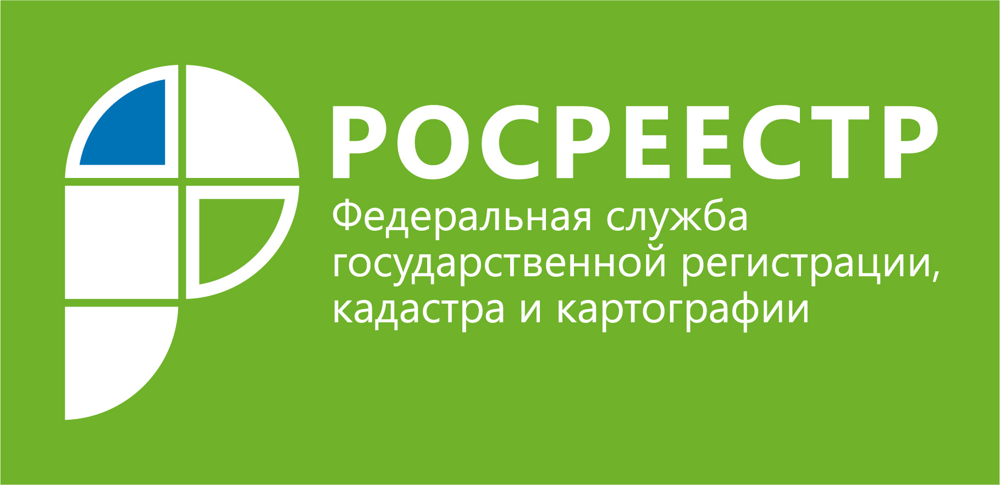 РОСРЕЕСТР
Федеральная служба
государственной регистрации,
кадастра и картографии